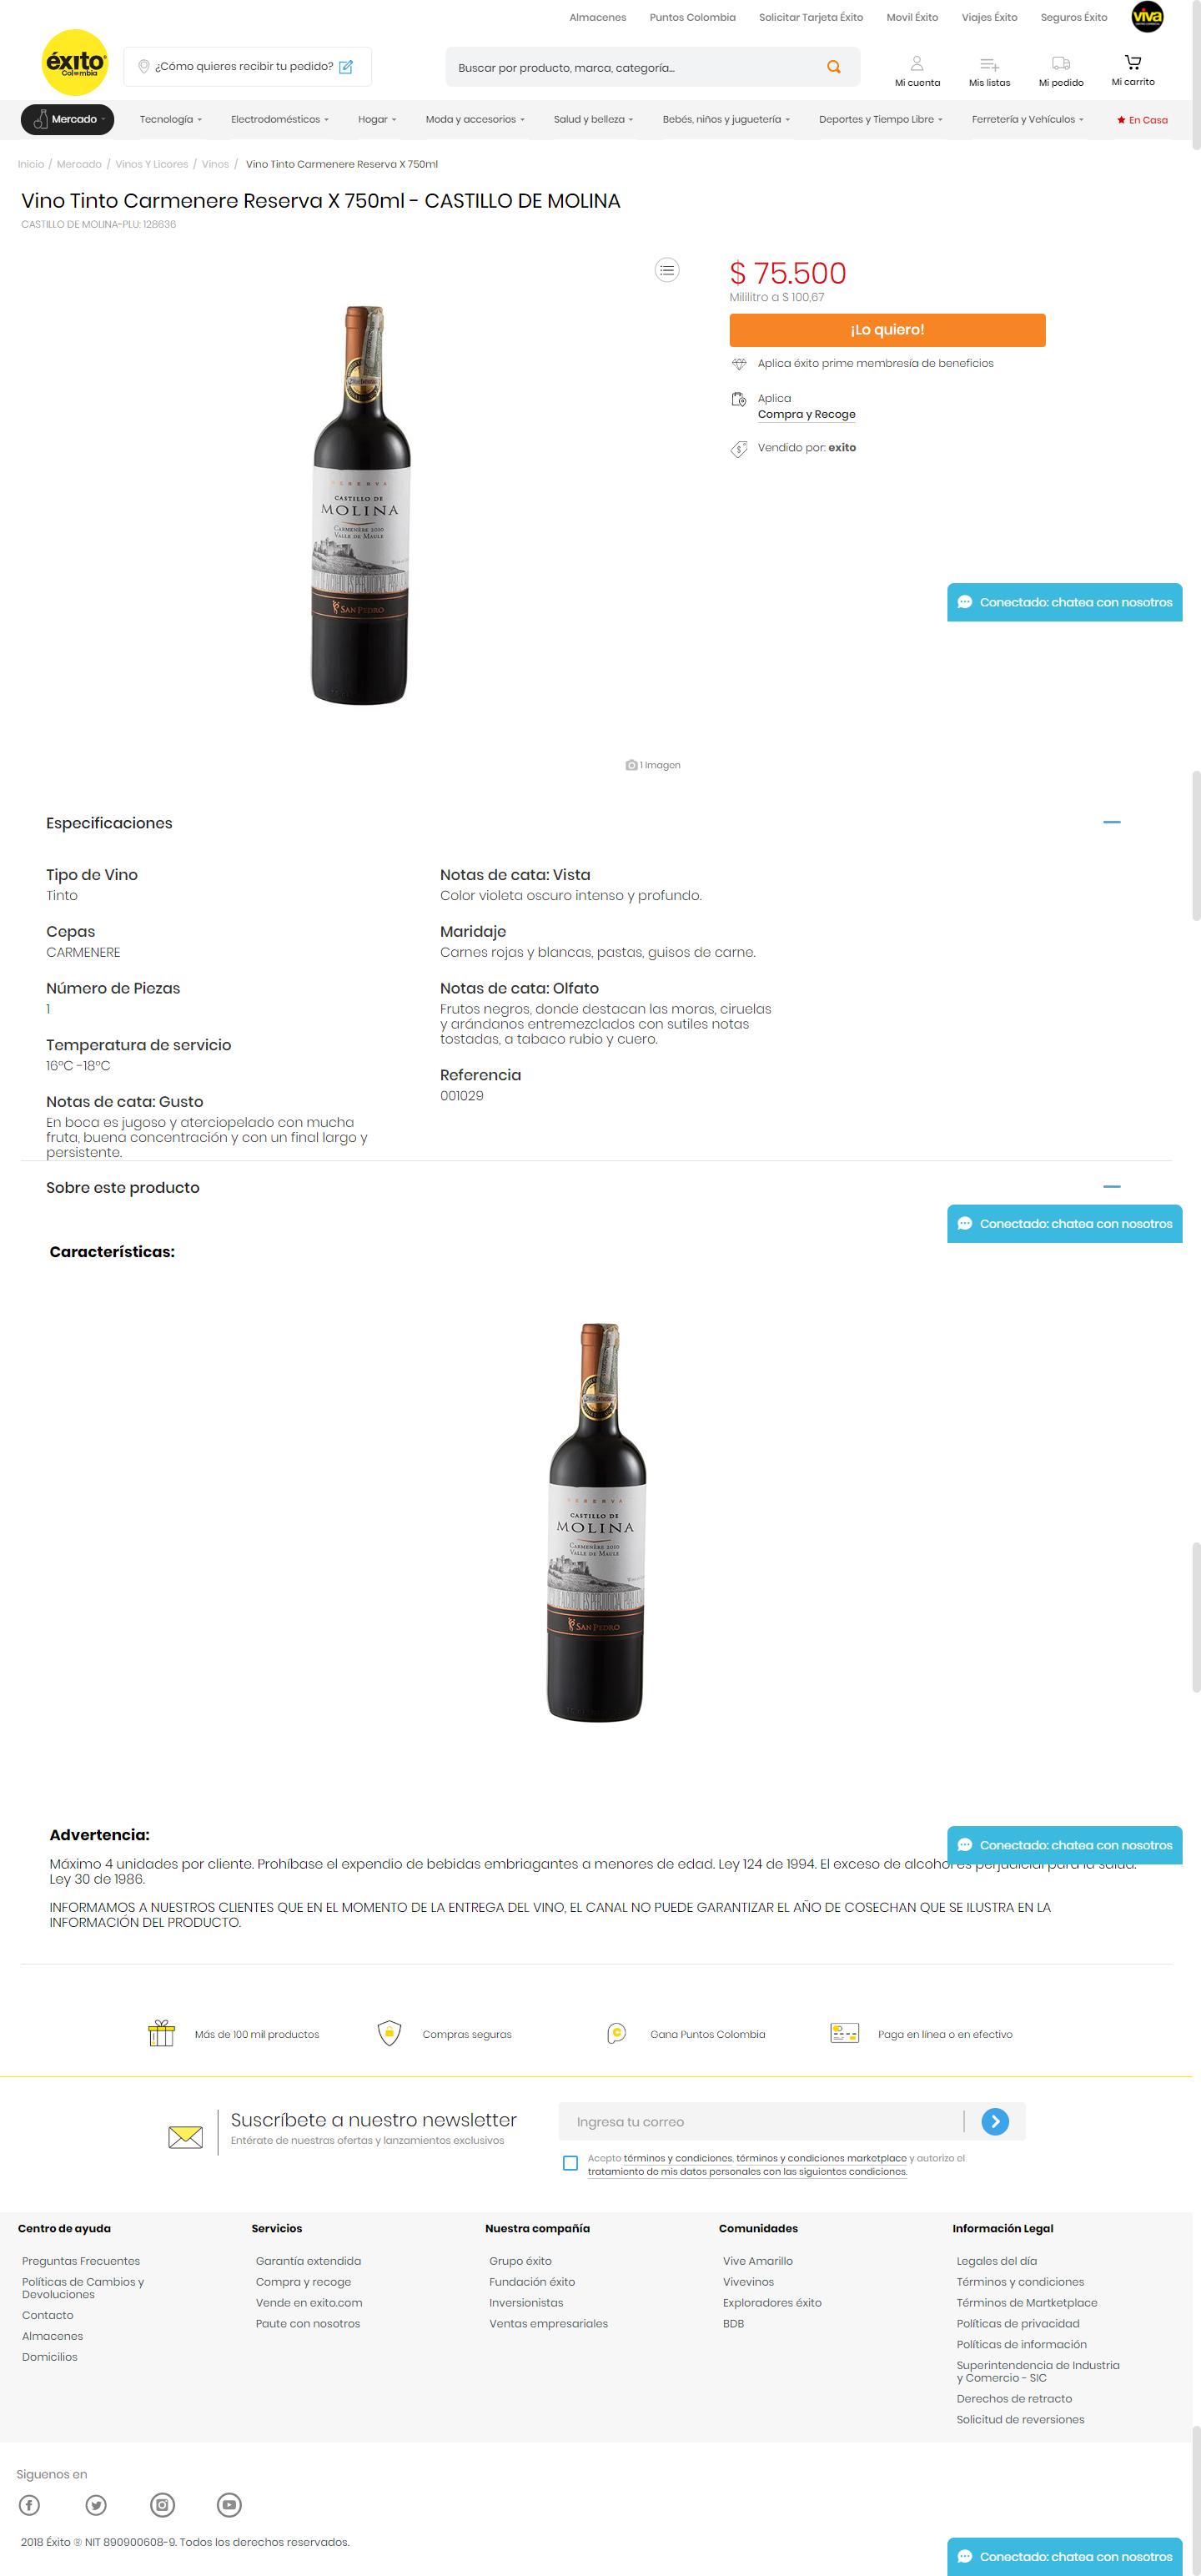 Almacenes Puntos Colombia Solicitar Tarjeta Éxito Movil Éxito Viajes Éxito Seguros Éxito viva
éxito
Colombia
¿Cómo quieres recibir tu pedido?
Buscar por producto, marca, categoría...
Mi cuenta Mis listas Mi pedido Mi carrito
Mercado Tecnología Electrodomésticos Hogar Moda y accesorios Salud y belleza Bebés, niños y juguetería Deportes y Tiempo Libre Ferretería y Vehículos En Casa
Inicio / Mercado / Vinos Y Licores / Vinos / Vino Tinto Carmenere Reserva X 750ml
Vino Tinto Carmenere Reserva X 750ml - CASTILLO DE MOLINA
CASTILLO DE MOLINA-PLU: 128636
$ 75.500
Mililitro a $ 100,67
¡Lo quiero!
Aplica éxito prime membresía de beneficios
Aplica
Compra y Recoge
Vendido por: exito
RESERVA
CASTILLO DE
MOLINA
CARMENÈRE 2010
VALLE DE MAULE
SAN PEDRO
Conectado: chatea con nosotros
1 Imagen
Especificaciones
Tipo de Vino
Tinto
Cepas
CARMENERE
Número de Piezas
1
Temperatura de servicio
16°C -18°C
Notas de cata: Gusto
En boca es jugoso y aterciopelado con mucha
fruta, buena concentración y con un final largo y
persistente.
Notas de cata: Vista
Color violeta oscuro intenso y profundo.
Maridaje
Carnes rojas y blancas, pastas, guisos de carne.
Notas de cata: Olfato
Frutos negros, donde destacan las moras, ciruelas
y arándanos entremezclados con sutiles notas
tostadas, a tabaco rubio y cuero.
Referencia
001029
Sobre este producto
Conectado: chatea con nosotros
Características:
RESERVA
CASTILLO DE
MOLINA
CARMENÈRE 2010
VALLE DE MAULE
SAN PEDRO
Advertencia:
Conectado: chatea con nosotros
Máximo 4 unidades por cliente. Prohíbase el expendio de bebidas embriagantes a menores de edad. Ley 124 de 1994. El exceso de alcohol es perjudicial para la salud.
Ley 30 de 1986.
INFORMAMOS A NUESTROS CLIENTES QUE EN EL MOMENTO DE LA ENTREGA DEL VINO, EL CANAL NO PUEDE GARANTIZAR EL AÑO DE COSECHAN QUE SE ILUSTRA EN LA
INFORMACIÓN DEL PRODUCTO.
Más de 100 mil productos Compras seguras Gana Puntos Colombia Paga en línea o en efectivo
Suscríbete a nuestro newsletter
Entérate de nuestras ofertas y lanzamientos exclusivos
Ingresa tu correo
Acepto términos y condiciones, términos y condiciones marketplace y autorizo el
tratamiento de mis datos personales con las siguientes condiciones.
Centro de ayuda
Preguntas Frecuentes
Políticas de Cambios y
Devoluciones
Contacto
Almacenes
Domicilios
Servicios
Garantía extendida
Compra y recoge
Vende en exito.com
Paute con nosotros
Nuestra compañía
Grupo éxito
Fundación éxito
Inversionistas
Ventas empresariales
Comunidades
Vive Amarillo
Vivevinos
Exploradores éxito
BDB
Información Legal
Legales del día
Términos y condiciones
Términos de Martketplace
Políticas de privacidad
Políticas de información
Superintendencia de Industria
y Comercio - SIC
Derechos de retracto
Solicitud de reversiones
Siguenos en
2018 Éxito ® NIT 890900608-9. Todos los derechos reservados.
Conectado: chatea con nosotros